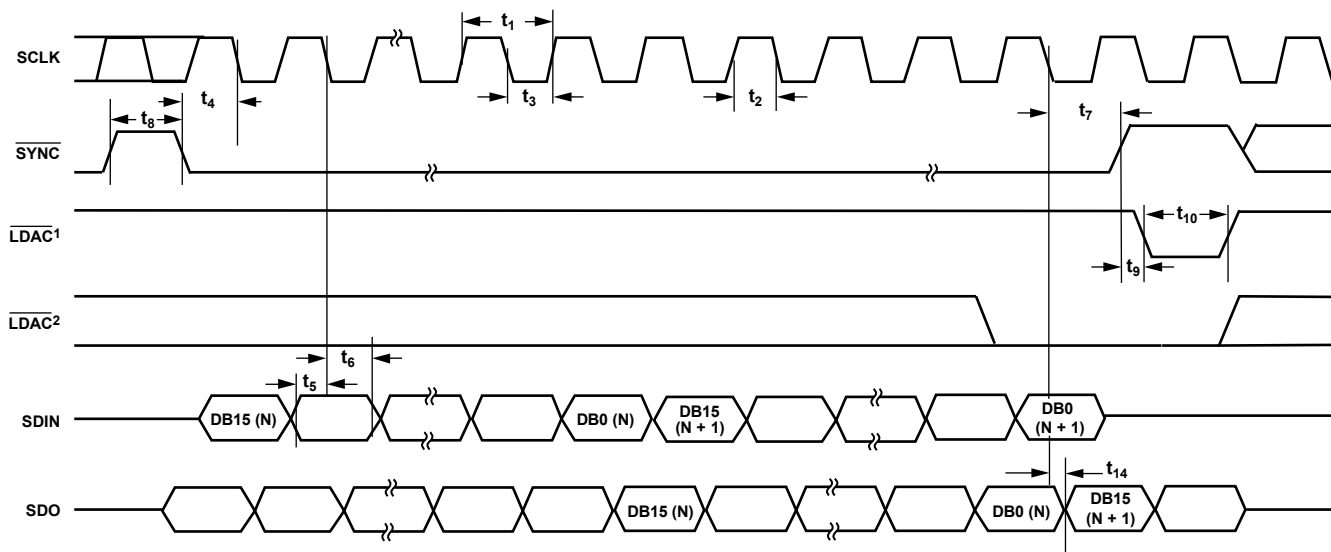 SCLK
t1
t4
t3
t2
t8
t7
SYNC
LDAC1
t10
t9
LDAC2
t6
t5
SDIN
DB15 (N)
DB0 (N)
DB15
(N + 1)
DB0
(N + 1)
t14
SDO
DB15 (N)
DB0 (N)
DB15
(N + 1)